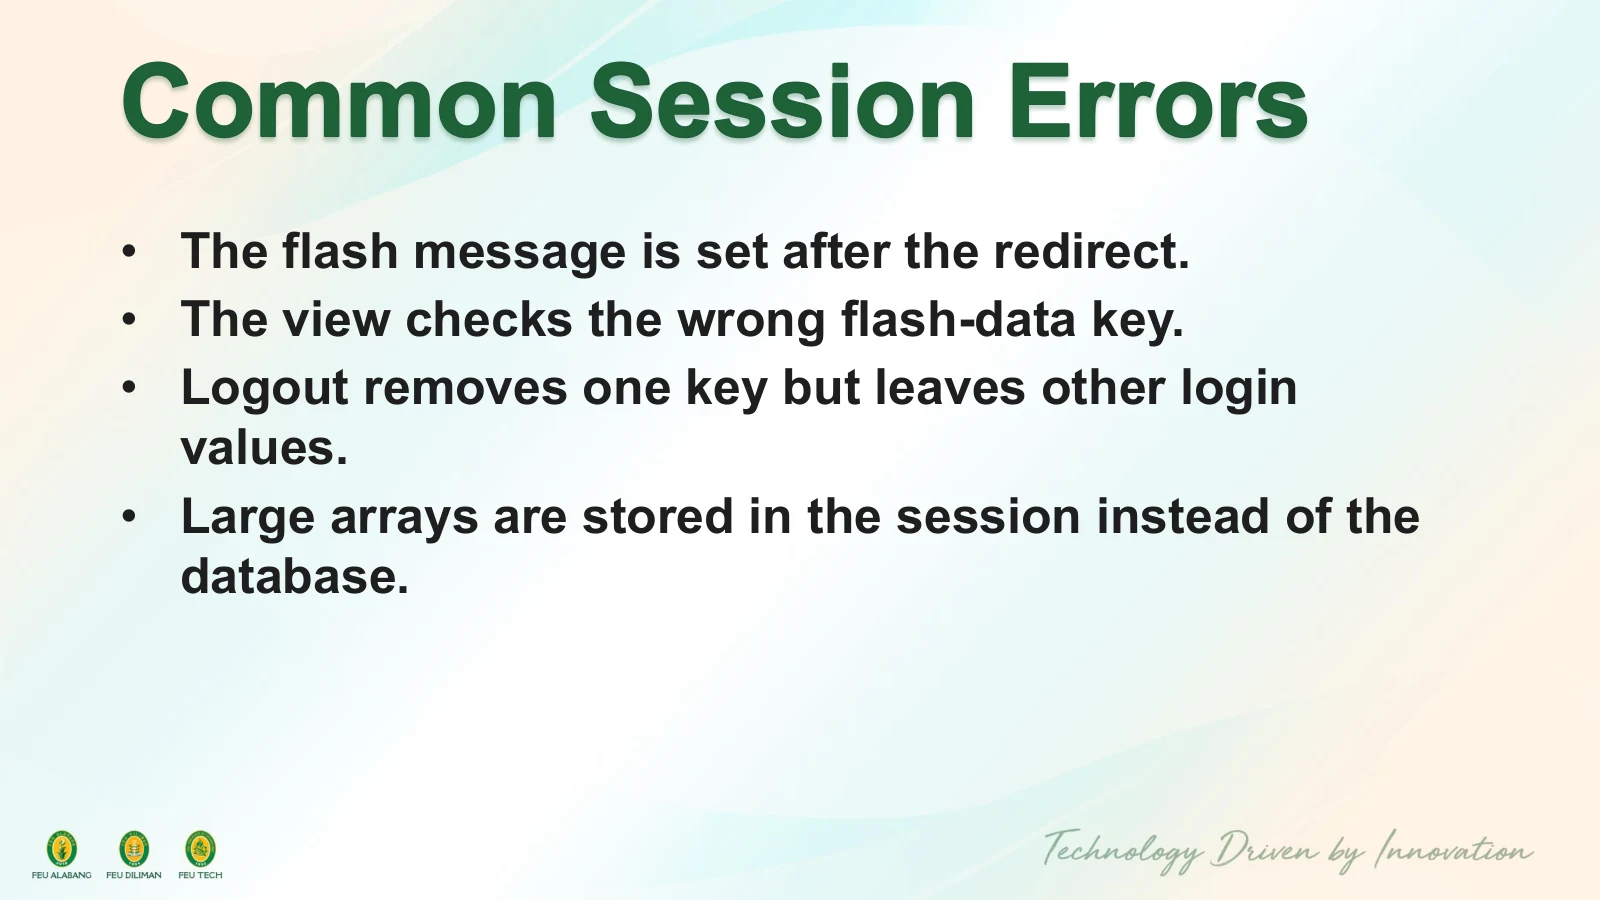 Common Session Errors
• The flash message is set after the redirect.
• The view checks the wrong flash-data key.
• Logout removes one key but leaves other login
values.
• Large arrays are stored in the session instead of the
database.
FEU ALABANG FEU DILIMAN FEU TECH
Technology Driven by Innovation